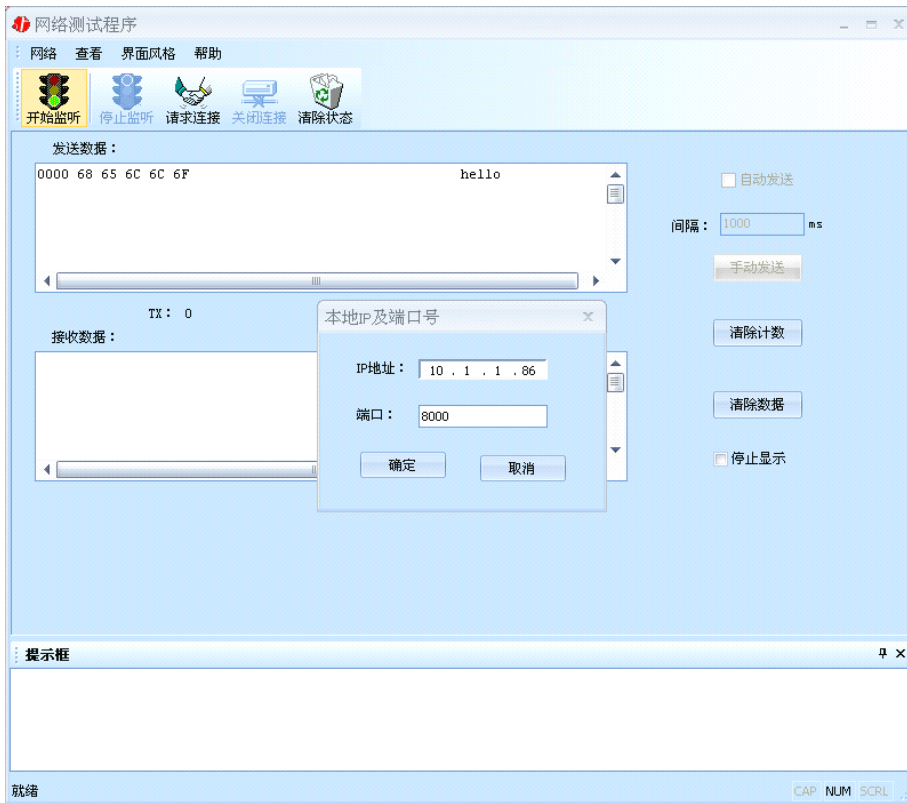 网络测试程序
网络 查看 界面风格 帮助
开始监听 停止监听 请求连接 关闭连接 清除状态
发送数据：
0000 68 65 6C 6C 6F hello
自动发送
间隔： 1000 ms
手动发送
TX： 0
接收数据：
本地IP及端口号
IP地址： 10 . 1 . 1 . 86
端口： 8000
确定 取消
清除计数
清除数据
停止显示
提示框
就绪 CAP NUM SCRL